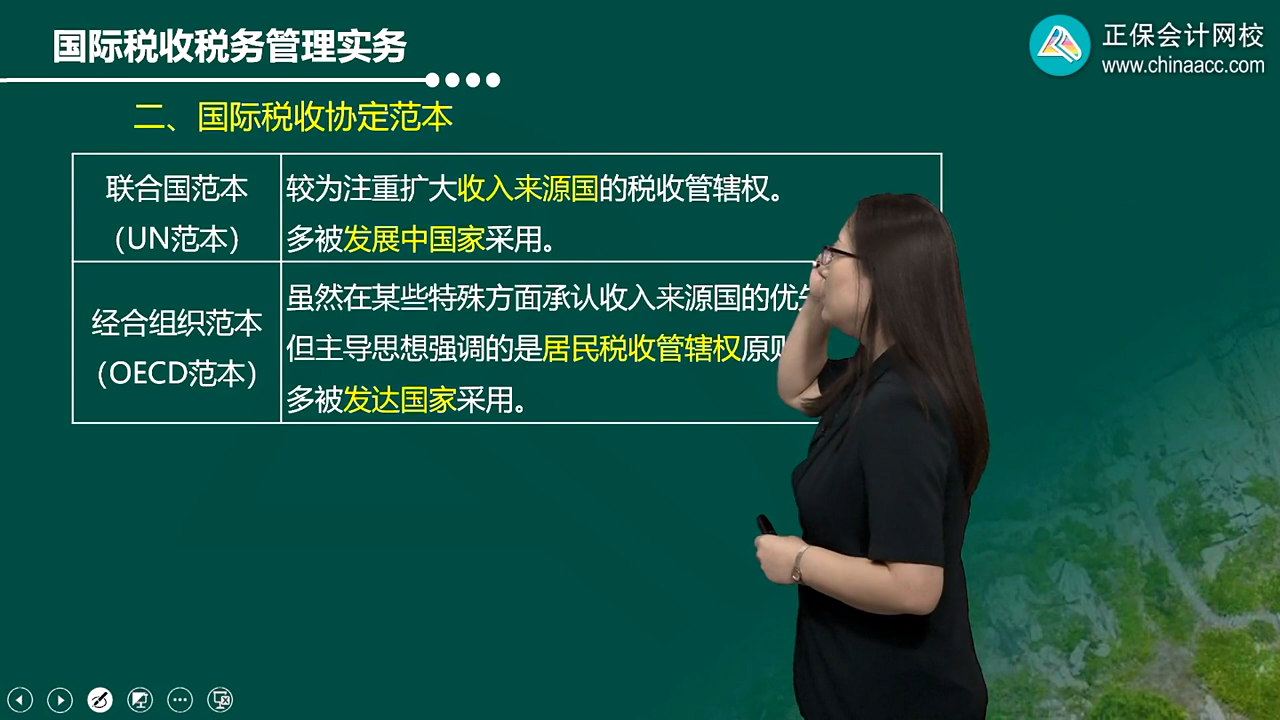 国际税收税务管理实务
正保会计网校
www.chinaacc.com
二、国际税收协定范本
联合国范本
（UN范本）
较为注重扩大收入来源国的税收管辖权。
多被发展中国家采用。
经合组织范本
（OECD范本）
虽然在某些特殊方面承认收入来源国的优
但主导思想强调的是居民税收管辖权原则
多被发达国家采用。